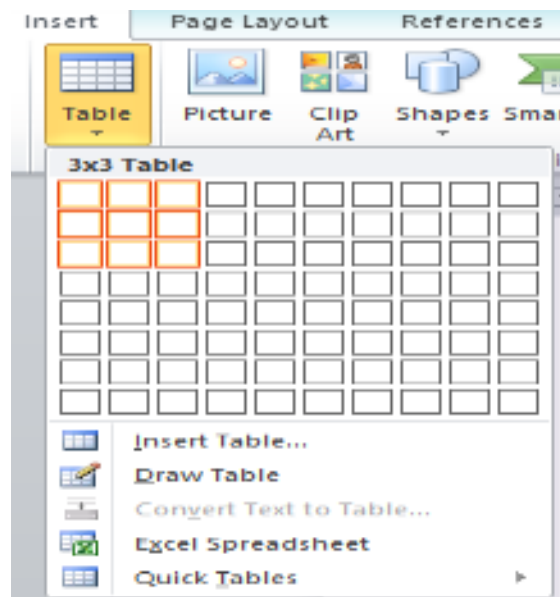 Insert Page Layout References
Table Picture Clip Art Shapes
3x3 Table
Insert Table...
Draw Table
Convert Text to Table...
Excel Spreadsheet
Quick Tables